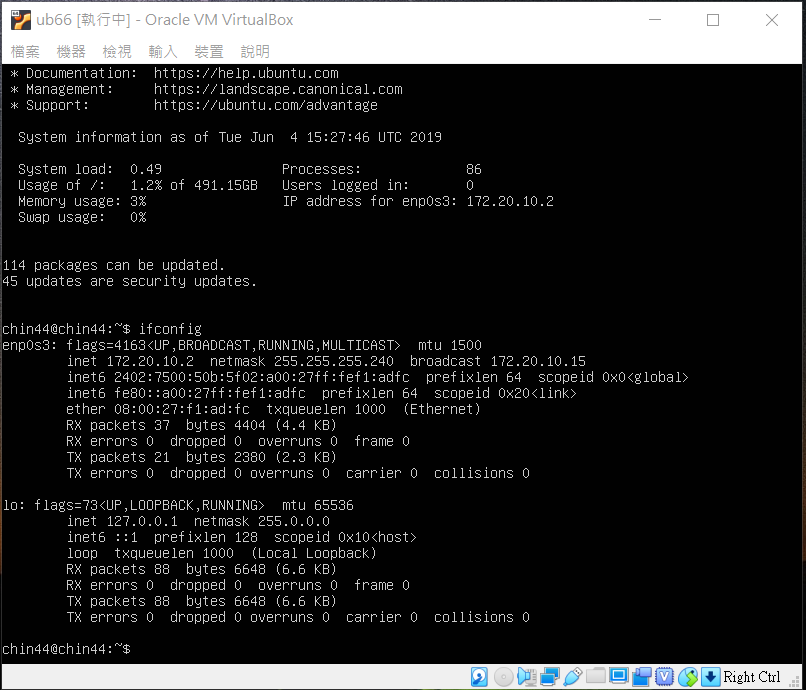 ub66 [執行中] - Oracle VM VirtualBox
檔案 機器 檢視 輸入 裝置 說明
* Documentation:  https://help.ubuntu.com
* Management:     https://landscape.canonical.com
* Support:        https://ubuntu.com/advantage
System information as of Tue Jun  4 15:27:46 UTC 2019
System load:  0.49               Processes:             86
Usage of /:   1.2% of 491.15GB   Users logged in:       0
Memory usage: 3%                 IP address for enp0s3: 172.20.10.2
Swap usage:   0%
114 packages can be updated.
45 updates are security updates.
chin44@chin44:~$ ifconfig
enp0s3: flags=4163<UP,BROADCAST,RUNNING,MULTICAST>  mtu 1500
inet 172.20.10.2  netmask 255.255.255.240  broadcast 172.20.10.15
inet6 2402:7500:50b:5f02:a00:27ff:fef1:adfc  prefixlen 64  scopeid 0x0<global>
inet6 fe80::a00:27ff:fef1:adfc  prefixlen 64  scopeid 0x20<link>
ether 08:00:27:f1:ad:fc  txqueuelen 1000  (Ethernet)
RX packets 37  bytes 4404 (4.4 KB)
RX errors 0  dropped 0  overruns 0  frame 0
TX packets 21  bytes 2380 (2.3 KB)
TX errors 0  dropped 0 overruns 0  carrier 0  collisions 0
lo: flags=73<UP,LOOPBACK,RUNNING>  mtu 65536
inet 127.0.0.1  netmask 255.0.0.0
inet6 ::1  prefixlen 128  scopeid 0x10<host>
loop  txqueuelen 1000  (Local Loopback)
RX packets 88  bytes 6648 (6.6 KB)
RX errors 0  dropped 0  overruns 0  frame 0
TX packets 88  bytes 6648 (6.6 KB)
TX errors 0  dropped 0 overruns 0  carrier 0  collisions 0
chin44@chin44:~$
Right Ctrl